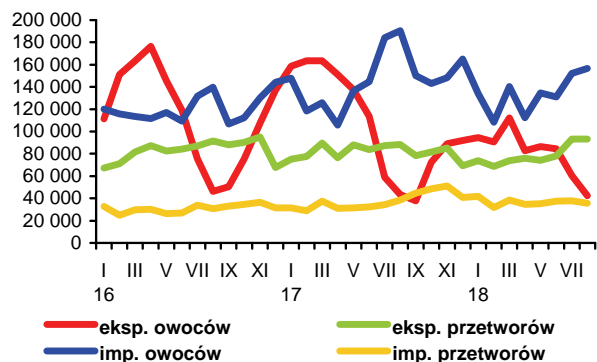 200 000
180 000
160 000
140 000
120 000
100 000
80 000
60 000
40 000
20 000
0
I III V VII IX XI I III V VII IX XI I III V VII
16 17 18
eksp. owoców eksp. przetworów
imp. owoców imp. przetworów